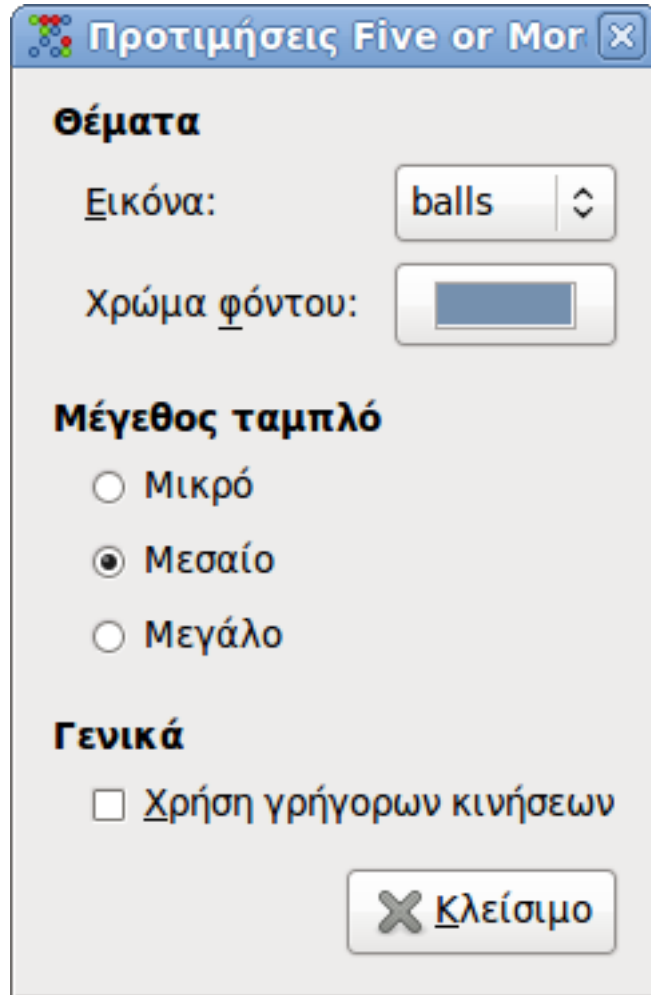 Προτιμήσεις Five or Mor
Θέματα
Εικόνα: balls
Χρώμα φόντου:
Μέγεθος ταμπλό
Μικρό
Μεσαίο
Μεγάλο
Γενικά
Χρήση γρήγορων κινήσεων
Κλείσιμο